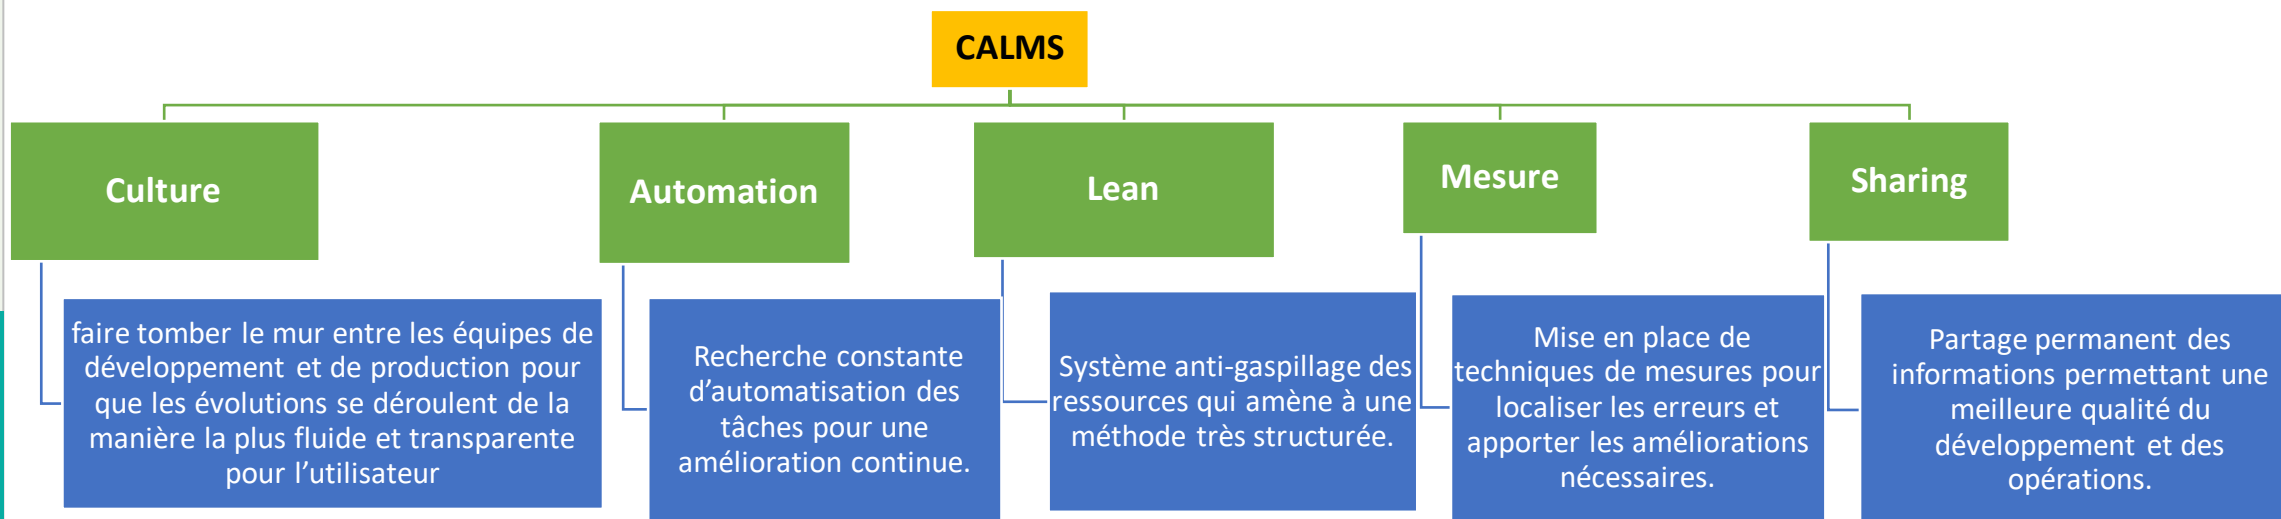 CALMS
Culture
faire tomber le mur entre les équipes de
développement et de production pour
que les évolutions se déroulent de la
manière la plus fluide et transparente
pour l’utilisateur
Automation
Recherche constante
d’automatisation des
tâches pour une
amélioration continue.
Lean
Système anti-gaspillage des
ressources qui amène à une
méthode très structurée.
Mesure
Mise en place de
techniques de mesures pour
localiser les erreurs et
apporter les améliorations
nécessaires.
Sharing
Partage permanent des
informations permettant une
meilleure qualité du
développement et des
opérations.